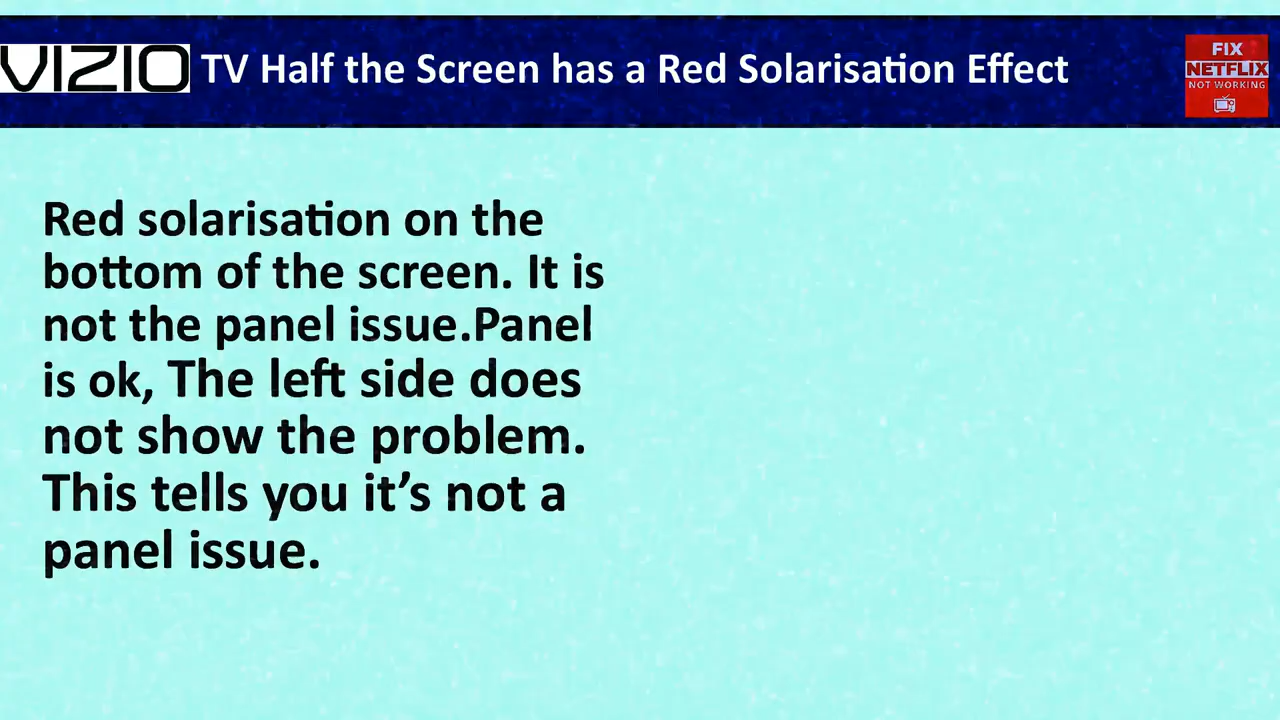 VIZIO TV Half the Screen has a Red Solarisation Effect
FIX
NETFLIX
NOT WORKING
Red solarisation on the
bottom of the screen. It is
not the panel issue.Panel
is ok, The left side does
not show the problem.
This tells you it’s not a
panel issue.